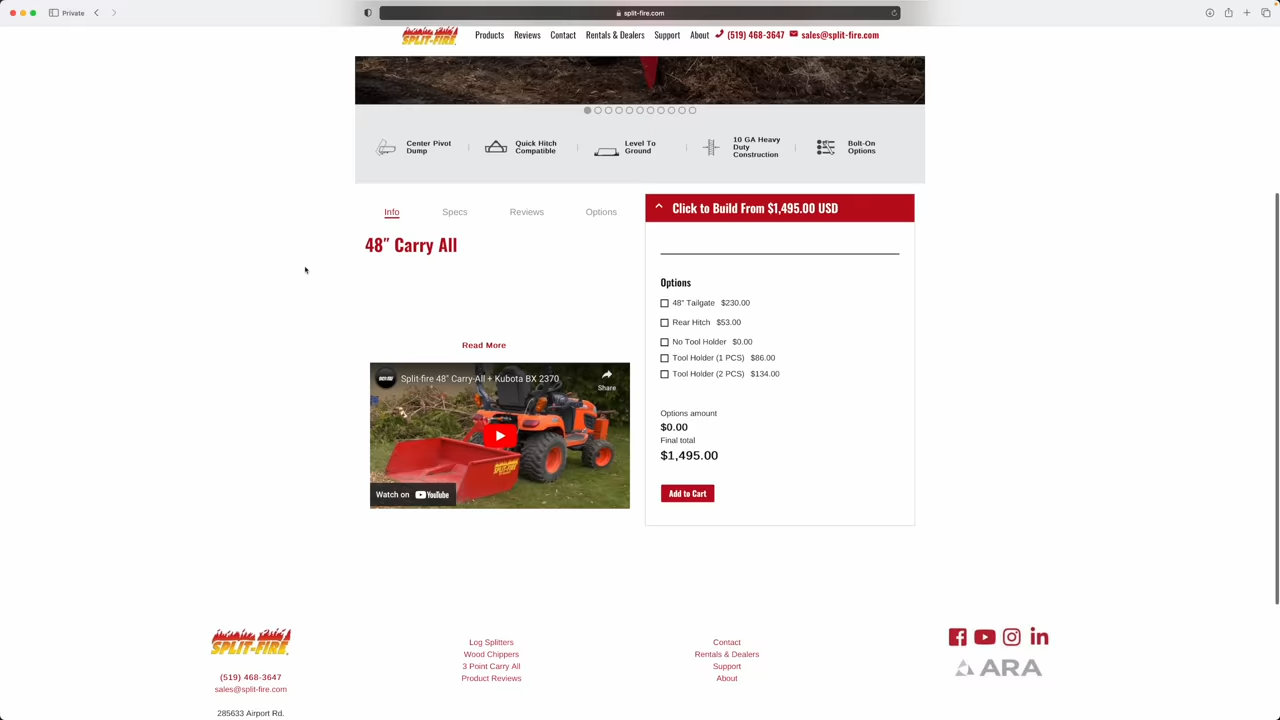 Private
split-fire.com
SPLIT-FIRE
Products
Reviews
Contact
Rentals & Dealers
Support
About
(519) 468-3647
sales@split-fire.com
Center Pivot
Dump
Quick Hitch
Compatible
Level To
Ground
10 GA Heavy
Duty
Construction
Bolt-On
Options
Info
Specs
Reviews
Options
48″ Carry All
Read More
Split-fire 48" Carry-All + Kubota BX 2370
Share
SPLIT-FIRE
Watch on YouTube
Click to Build From $1,495.00 USD
Options
48" Tailgate $230.00
Rear Hitch $53.00
No Tool Holder $0.00
Tool Holder (1 PCS) $86.00
Tool Holder (2 PCS) $134.00
Options amount
$0.00
Final total
$1,495.00
Add to Cart
SPLIT-FIRE
(519) 468-3647
sales@split-fire.com
285633 Airport Rd.
Log Splitters
Wood Chippers
3 Point Carry All
Product Reviews
Contact
Rentals & Dealers
Support
About
ARA